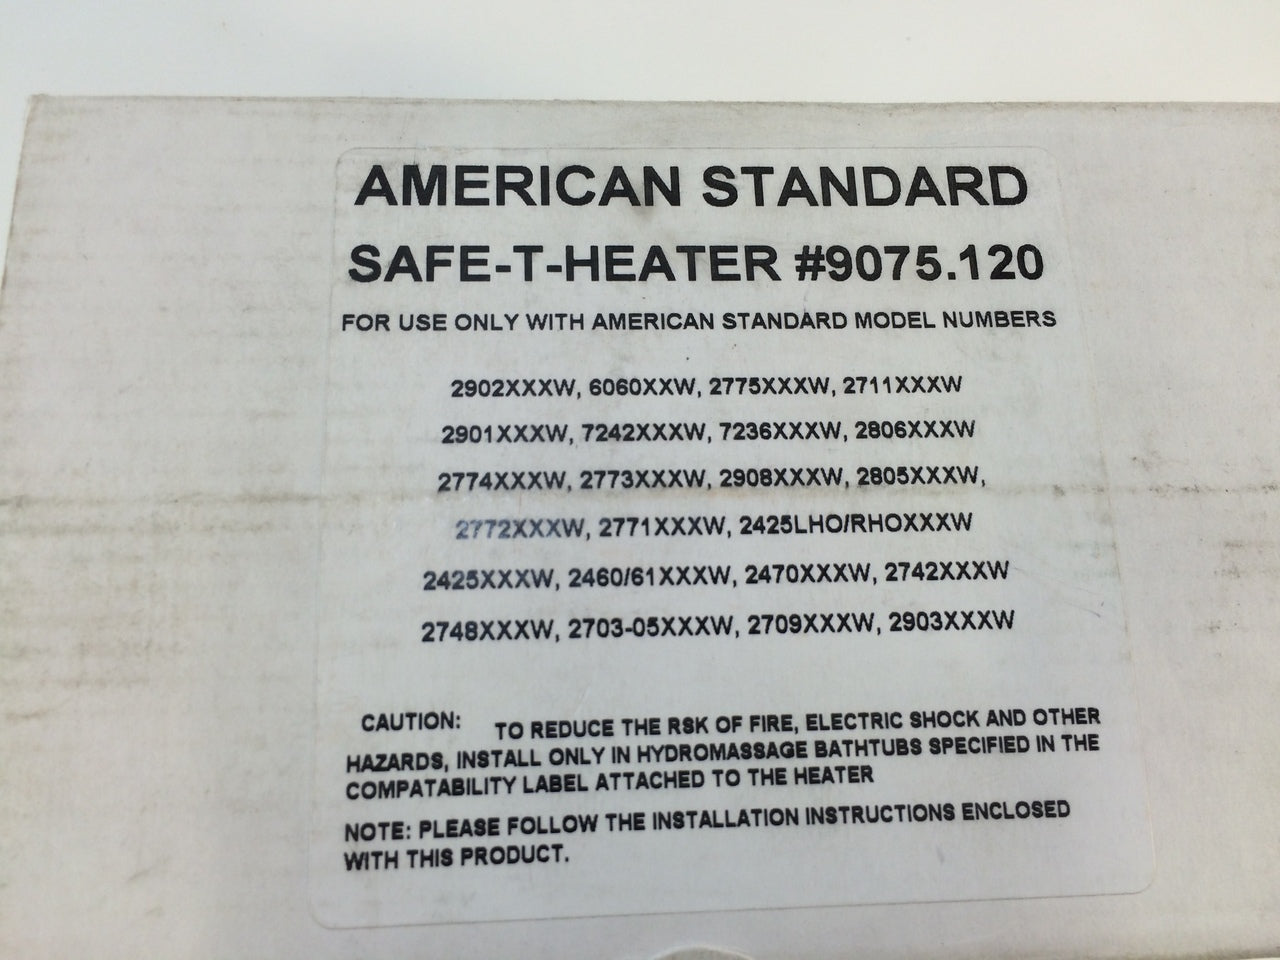 AMERICAN STANDARD
SAFE-T-HEATER #9075.120
FOR USE ONLY WITH AMERICAN STANDARD MODEL NUMBERS
2902XXXW, 6060XXW, 2775XXXW, 2711XXXW
2901XXXW, 7242XXXW, 7236XXXW, 2806XXXW
2774XXXW, 2773XXXW, 2908XXXW, 2805XXXW,
2772XXXW, 2771XXXW, 2425LHO/RHOXXXW
2425XXXW, 2460/61XXXW, 2470XXXW, 2742XXXW
2748XXXW, 2703-05XXXW, 2709XXXW, 2903XXXW
CAUTION: TO REDUCE THE RSK OF FIRE, ELECTRIC SHOCK AND OTHER
HAZARDS, INSTALL ONLY IN HYDROMASSAGE BATHTUBS SPECIFIED IN THE
COMPATABILITY LABEL ATTACHED TO THE HEATER
NOTE: PLEASE FOLLOW THE INSTALLATION INSTRUCTIONS ENCLOSED
WITH THIS PRODUCT.